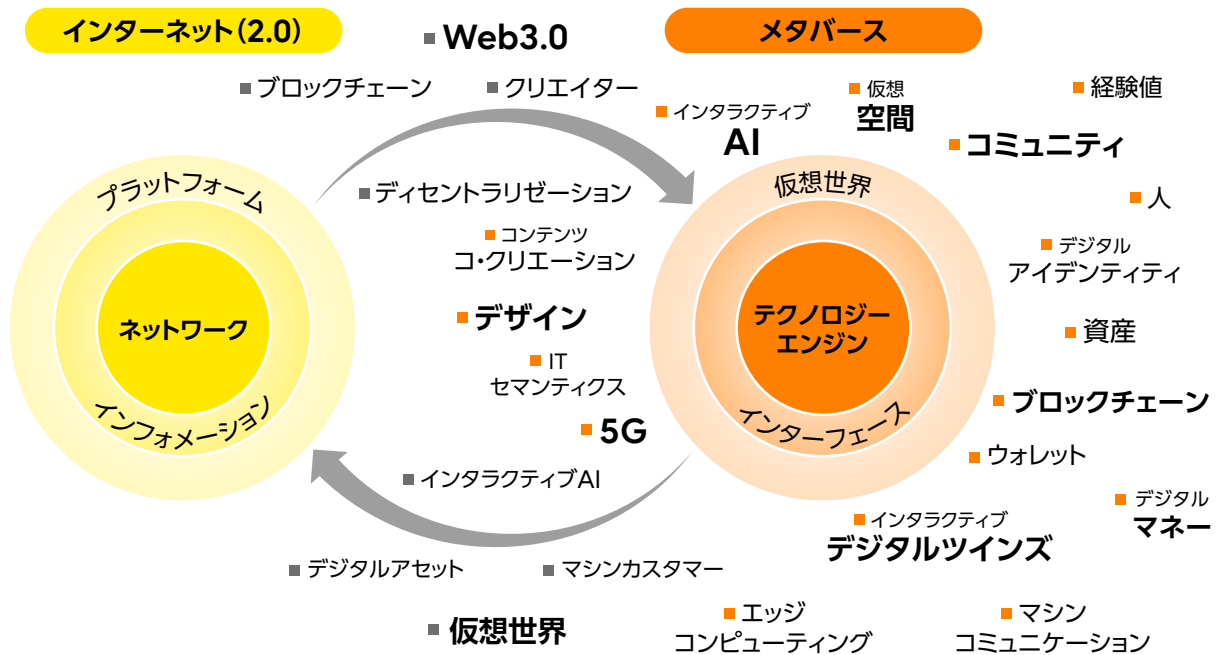 インターネット(2.0)
Web3.0
メタバース
ブロックチェーン
クリエイター
インタラクティブ
AI
仮想
空間
経験値
コミュニティ
プラットフォーム
ディセントラリゼーション
仮想世界
人
コンテンツ
コ・クリエーション
デジタル
アイデンティティ
ネットワーク
デザイン
テクノロジー
エンジン
資産
IT
セマンティクス
インフォメーション
5G
インターフェース
ブロックチェーン
インタラクティブAI
ウォレット
デジタル
マネー
インタラクティブ
デジタルツインズ
デジタルアセット
マシンカスタマー
仮想世界
エッジ
コンピューティング
マシン
コミュニケーション